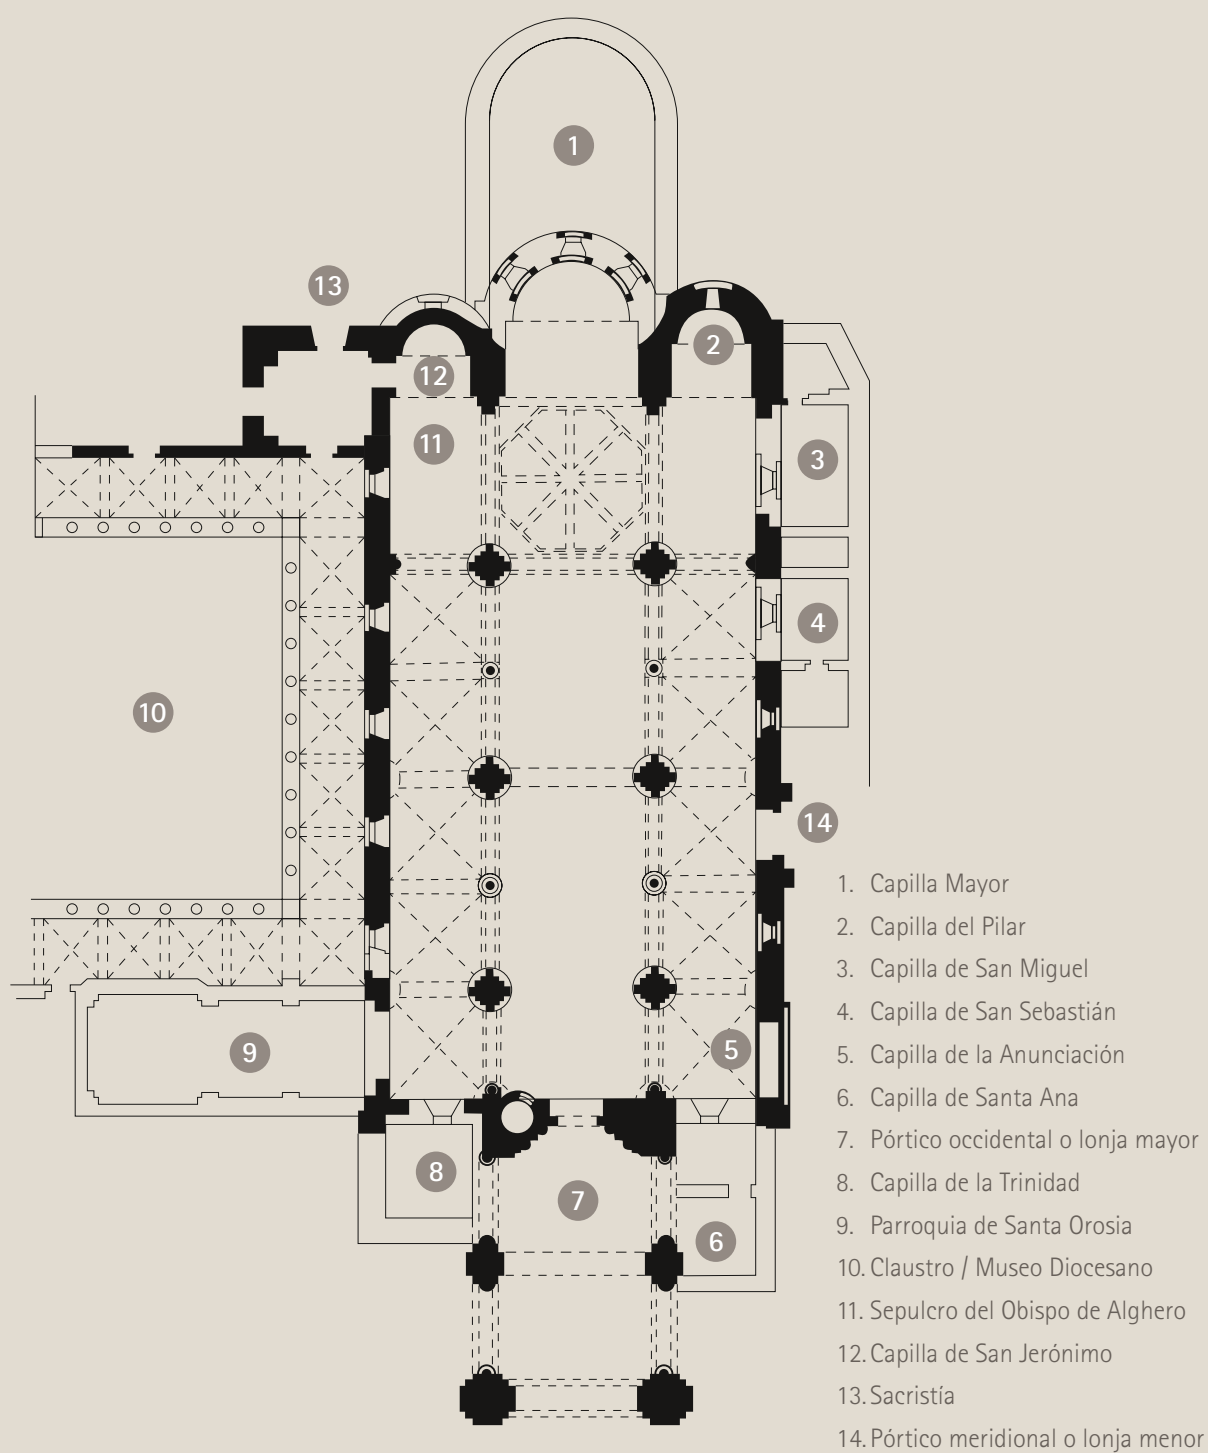 1
13
2
12
11
3
4
10
14
5
9
8
7
6
1. Capilla Mayor
2. Capilla del Pilar
3. Capilla de San Miguel
4. Capilla de San Sebastián
5. Capilla de la Anunciación
6. Capilla de Santa Ana
7. Pórtico occidental o lonja mayor
8. Capilla de la Trinidad
9. Parroquia de Santa Orosia
10. Claustro / Museo Diocesano
11. Sepulcro del Obispo de Alghero
12. Capilla de San Jerónimo
13. Sacristía
14. Pórtico meridional o lonja menor